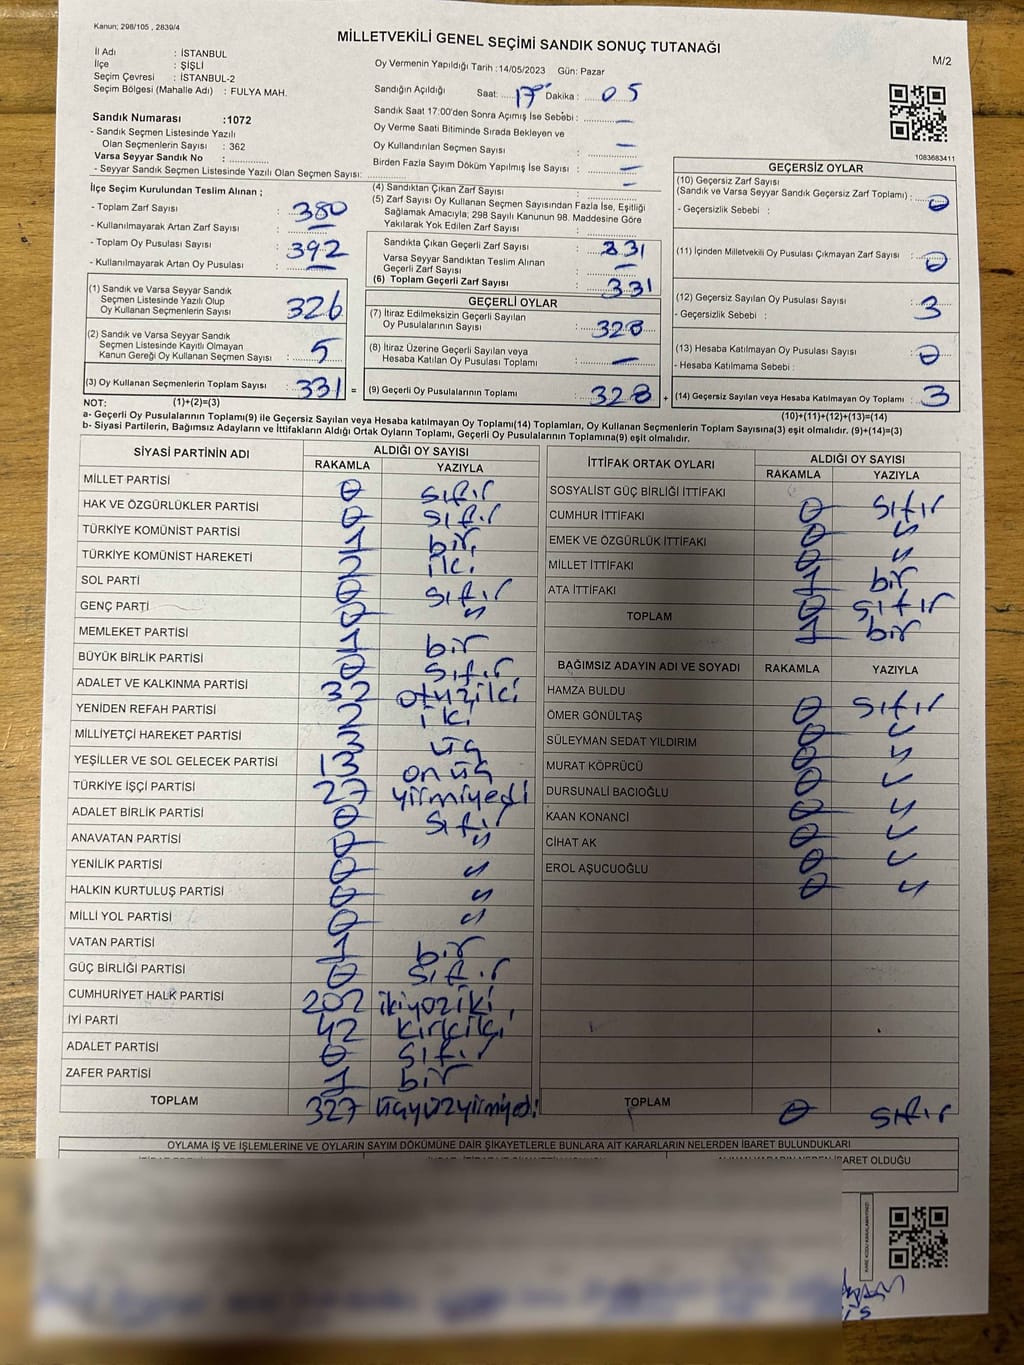 Kanun; 298/105 , 2839/4
MİLLETVEKİLİ GENEL SEÇİMİ SANDIK SONUÇ TUTANAĞI
M/2
İl Adı : İSTANBUL
İlçe : ŞİŞLİ
Seçim Çevresi : İSTANBUL-2
Seçim Bölgesi (Mahalle Adı) : FULYA MAH.
Oy Vermenin Yapıldığı Tarih :14/05/2023 Gün: Pazar
Sandığın Açıldığı Saat: 17 Dakika : 05
Sandık Saat 17:00'den Sonra Açımış İse Sebebi : —
Oy Verme Saati Bitiminde Sırada Bekleyen ve
Oy Kullandırılan Seçmen Sayısı : —
Birden Fazla Sayım Döküm Yapılmış İse Sayısı : —
Sandık Numarası :1072
- Sandık Seçmen Listesinde Yazılı
Olan Seçmenlerin Sayısı : 362
Varsa Seyyar Sandık No :
- Seyyar Sandık Seçmen Listesinde Yazılı Olan Seçmen Sayısı: —
1083683411
İlçe Seçim Kurulundan Teslim Alınan ;
- Toplam Zarf Sayısı : 380
- Kullanılmayarak Artan Zarf Sayısı : —
- Toplam Oy Pusulası Sayısı : 392
- Kullanılmayarak Artan Oy Pusulası : —
(1) Sandık ve Varsa Seyyar Sandık
Seçmen Listesinde Yazılı Olup
Oy Kullanan Seçmenlerin Sayısı : 326
(2) Sandık ve Varsa Seyyar Sandık
Seçmen Listesinde Kayıtlı Olmayan
Kanun Gereği Oy Kullanan Seçmen Sayısı : 5
(3) Oy Kullanan Seçmenlerin Toplam Sayısı : 331 =
(4) Sandıktan Çıkan Zarf Sayısı :
(5) Zarf Sayısı Oy Kullanan Seçmen Sayısından Fazla İse, Eşitliği
Sağlamak Amacıyla; 298 Sayılı Kanunun 98. Maddesine Göre
Yakılarak Yok Edilen Zarf Sayısı :
Sandıkta Çıkan Geçerli Zarf Sayısı : 331
Varsa Seyyar Sandıktan Teslim Alınan
Geçerli Zarf Sayısı : —
(6) Toplam Geçerli Zarf Sayısı : 331
GEÇERLİ OYLAR
(7) İtiraz Edilmeksizin Geçerli Sayılan
Oy Pusulalarının Sayısı : 328
(8) İtiraz Üzerine Geçerli Sayılan veya
Hesaba Katılan Oy Pusulası Toplamı : —
(9) Geçerli Oy Pusulalarının Toplamı : 328 +
GEÇERSİZ OYLAR
(10) Geçersiz Zarf Sayısı
(Sandık ve Varsa Seyyar Sandık Geçersiz Zarf Toplamı) : 0
- Geçersizlik Sebebi :
(11) İçinden Milletvekili Oy Pusulası Çıkmayan Zarf Sayısı : 0
(12) Geçersiz Sayılan Oy Pusulası Sayısı : 3
- Geçersizlik Sebebi :
(13) Hesaba Katılmayan Oy Pusulası Sayısı : 0
- Hesaba Katılmama Sebebi :
(14) Geçersiz Sayılan veya Hesaba Katılmayan Oy Toplamı : 3
NOT: (1)+(2)=(3) (10)+(11)+(12)+(13)=(14)
a- Geçerli Oy Pusulalarının Toplamı(9) ile Geçersiz Sayılan veya Hesaba katılmayan Oy Toplamı(14) Toplamları, Oy Kullanan Seçmenlerin Toplam Sayısına(3) eşit olmalıdır. (9)+(14)=(3)
b- Siyasi Partilerin, Bağımsız Adayların ve İttifakların Aldığı Ortak Oyların Toplamı, Geçerli Oy Pusulalarının Toplamına(9) eşit olmalıdır.
SİYASİ PARTİNİN ADI ALDIĞI OY SAYISI
RAKAMLA YAZIYLA
MİLLET PARTİSİ 0 sıfır
HAK VE ÖZGÜRLÜKLER PARTİSİ 0 sıfır
TÜRKİYE KOMÜNİST PARTİSİ 1 bir
TÜRKİYE KOMÜNİST HAREKETİ 2 iki
SOL PARTİ 0 sıfır
GENÇ PARTİ 0 "
MEMLEKET PARTİSİ 1 bir
BÜYÜK BİRLİK PARTİSİ 0 sıfır
ADALET VE KALKINMA PARTİSİ 32 otuziki
YENİDEN REFAH PARTİSİ 2 iki
MİLLİYETÇİ HAREKET PARTİSİ 3 üç
YEŞİLLER VE SOL GELECEK PARTİSİ 13 on üç
TÜRKİYE İŞÇİ PARTİSİ 27 yirmiyedi
ADALET BİRLİK PARTİSİ 0 sıfır
ANAVATAN PARTİSİ 0 "
YENİLİK PARTİSİ 0 "
HALKIN KURTULUŞ PARTİSİ 0 "
MİLLİ YOL PARTİSİ 0 "
VATAN PARTİSİ 1 bir
GÜÇ BİRLİĞİ PARTİSİ 0 sıfır
CUMHURİYET HALK PARTİSİ 202 ikiyüziki
İYİ PARTİ 42 kırkiki
ADALET PARTİSİ 0 sıfır
ZAFER PARTİSİ 1 bir
TOPLAM 327 üçyüzyirmiyedi
İTTİFAK ORTAK OYLARI ALDIĞI OY SAYISI
RAKAMLA YAZIYLA
SOSYALİST GÜÇ BİRLİĞİ İTTİFAKI 0 sıfır
CUMHUR İTTİFAKI 0 "
EMEK VE ÖZGÜRLÜK İTTİFAKI 0 "
MİLLET İTTİFAKI 1 bir
ATA İTTİFAKI 0 sıfır
TOPLAM 1 bir
BAĞIMSIZ ADAYIN ADI VE SOYADI RAKAMLA YAZIYLA
HAMZA BULDU 0 sıfır
ÖMER GÖNÜLTAŞ 0 "
SÜLEYMAN SEDAT YILDIRIM 0 "
MURAT KÖPRÜCÜ 0 "
DURSUNALİ BACIOĞLU 0 "
KAAN KONANCİ 0 "
CİHAT AK 0 "
EROL AŞUCUOĞLU 0 "
TOPLAM 0 sıfır
OYLAMA İŞ VE İŞLEMLERİNE VE OYLARIN SAYIM DÖKÜMÜNE DAİR ŞİKAYETLERLE BUNLARA AİT KARARLARIN NELERDEN İBARET BULUNDUKLARI